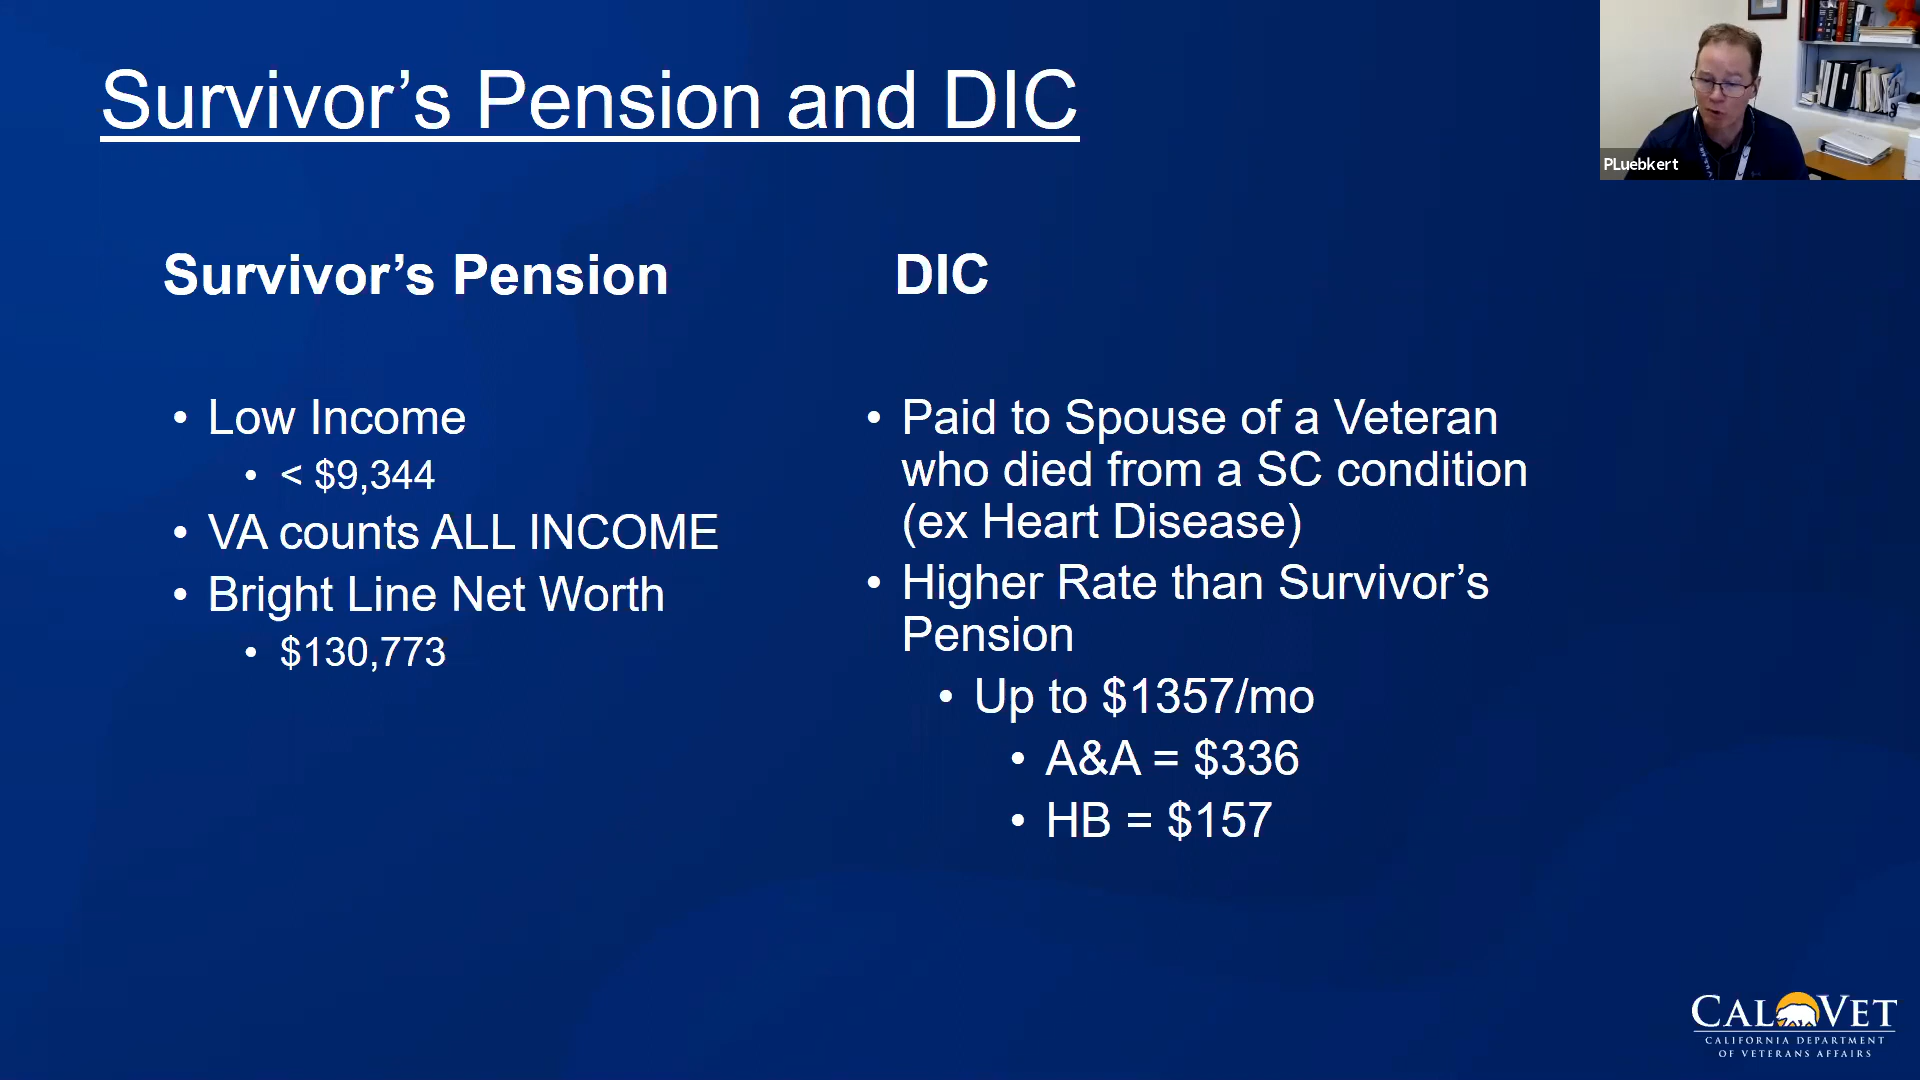 Survivor’s Pension and DIC
PLuebkert
Survivor’s Pension
• Low Income
• < $9,344
• VA counts ALL INCOME
• Bright Line Net Worth
• $130,773
DIC
• Paid to Spouse of a Veteran
who died from a SC condition
(ex Heart Disease)
• Higher Rate than Survivor’s
Pension
• Up to $1357/mo
• A&A = $336
• HB = $157
CALVET
CALIFORNIA DEPARTMENT
OF VETERANS AFFAIRS